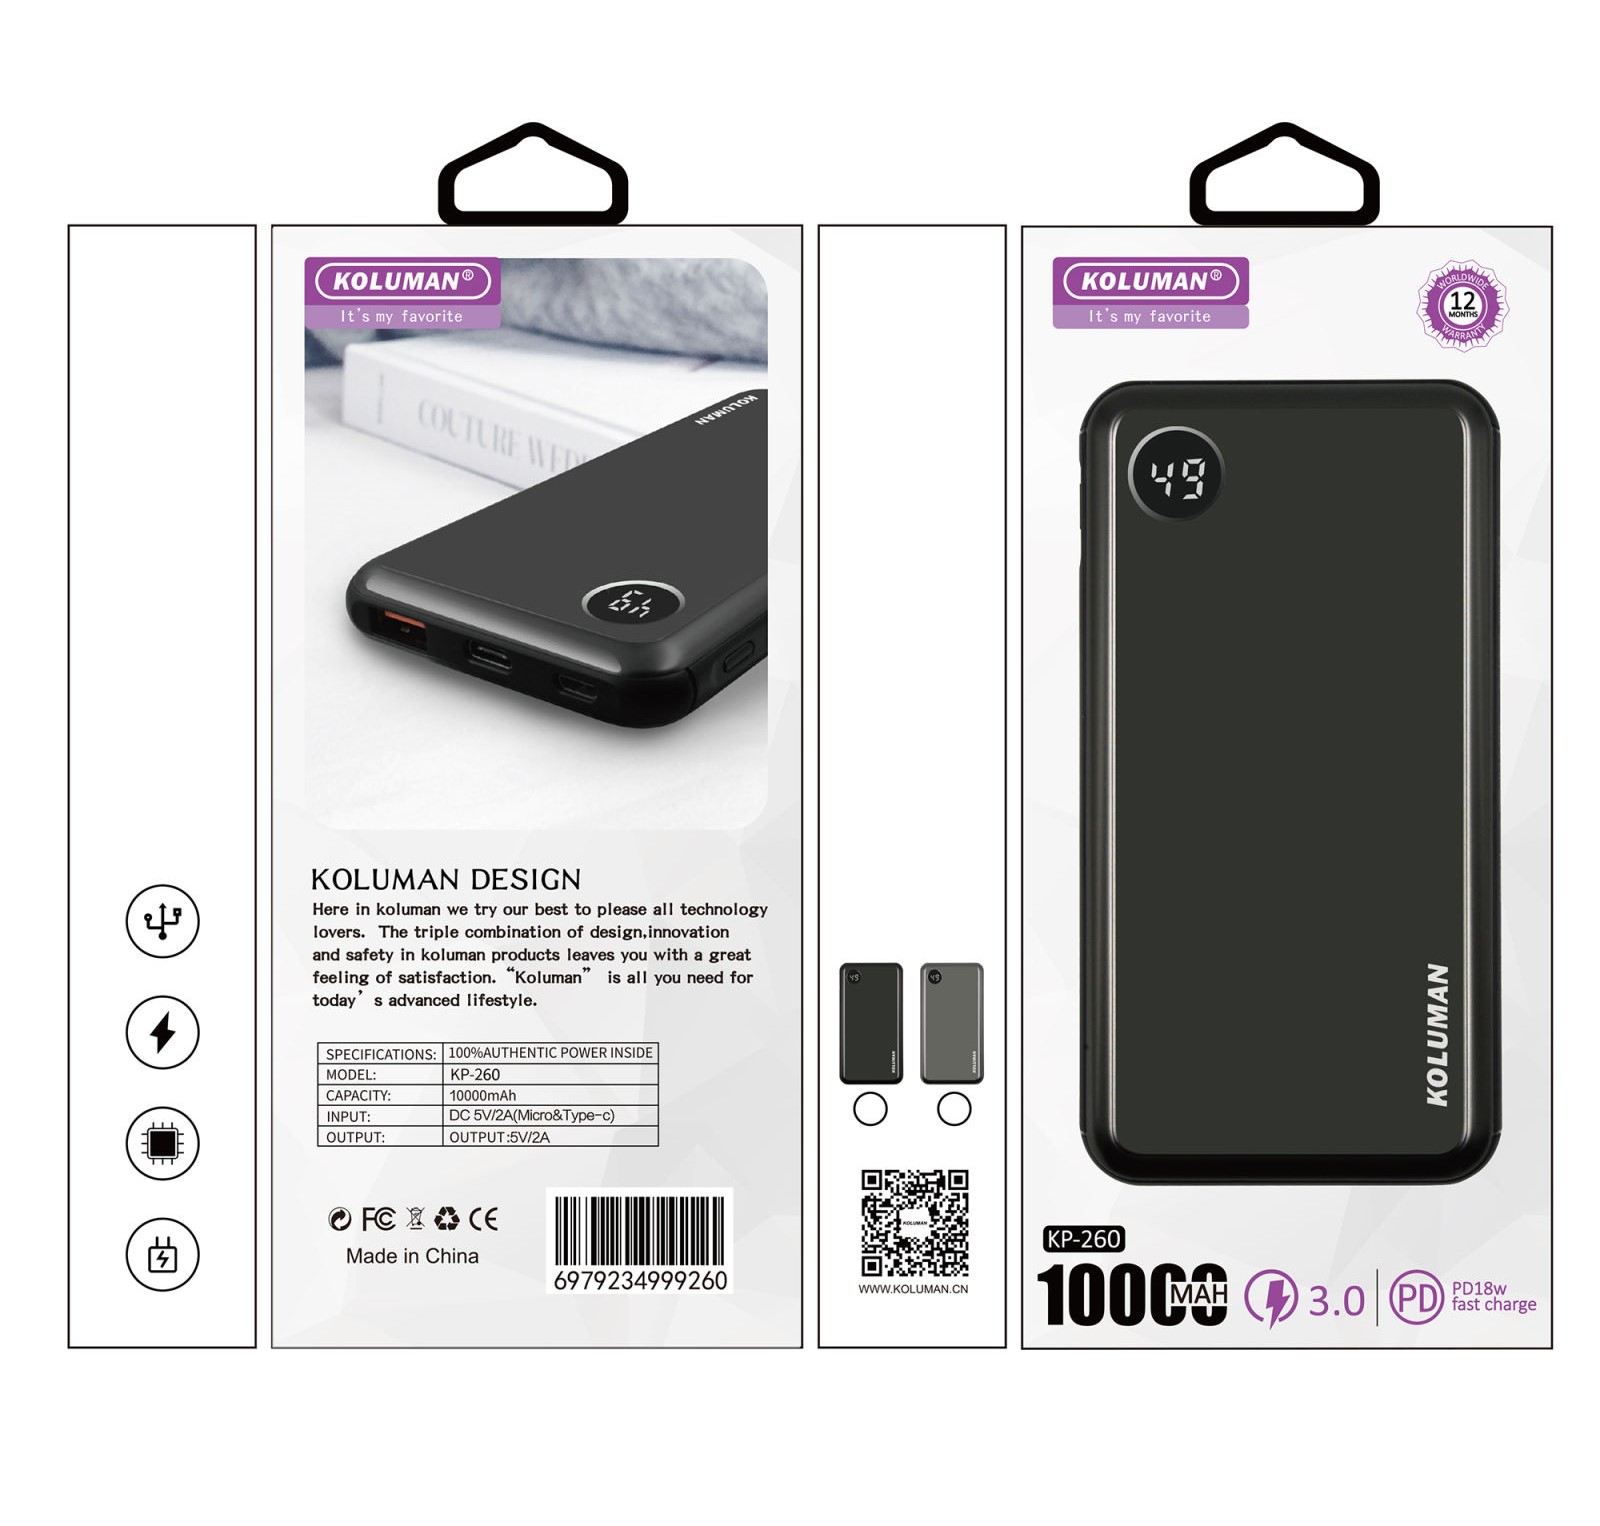 KOLUMAN®
It's my favorite
COUTURE WED
KOLUMAN
49
KOLUMAN DESIGN
Here in koluman we try our best to please all technology
lovers. The triple combination of design,innovation
and safety in koluman products leaves you with a great
feeling of satisfaction. “Koluman” is all you need for
today’s advanced lifestyle.
SPECIFICATIONS: 100%AUTHENTIC POWER INSIDE
MODEL: KP-260
CAPACITY: 10000mAh
INPUT: DC 5V/2A(Micro&Type-c)
OUTPUT: OUTPUT:5V/2A
FC CE
Made in China
6979234999260
49
49
KOLUMAN
WWW.KOLUMAN.CN
KOLUMAN®
It's my favorite
WORLDWIDE
12
MONTHS
WARRANTY
49
KOLUMAN
KP-260
10000 MAH
3.0
PD
PD18w
fast charge